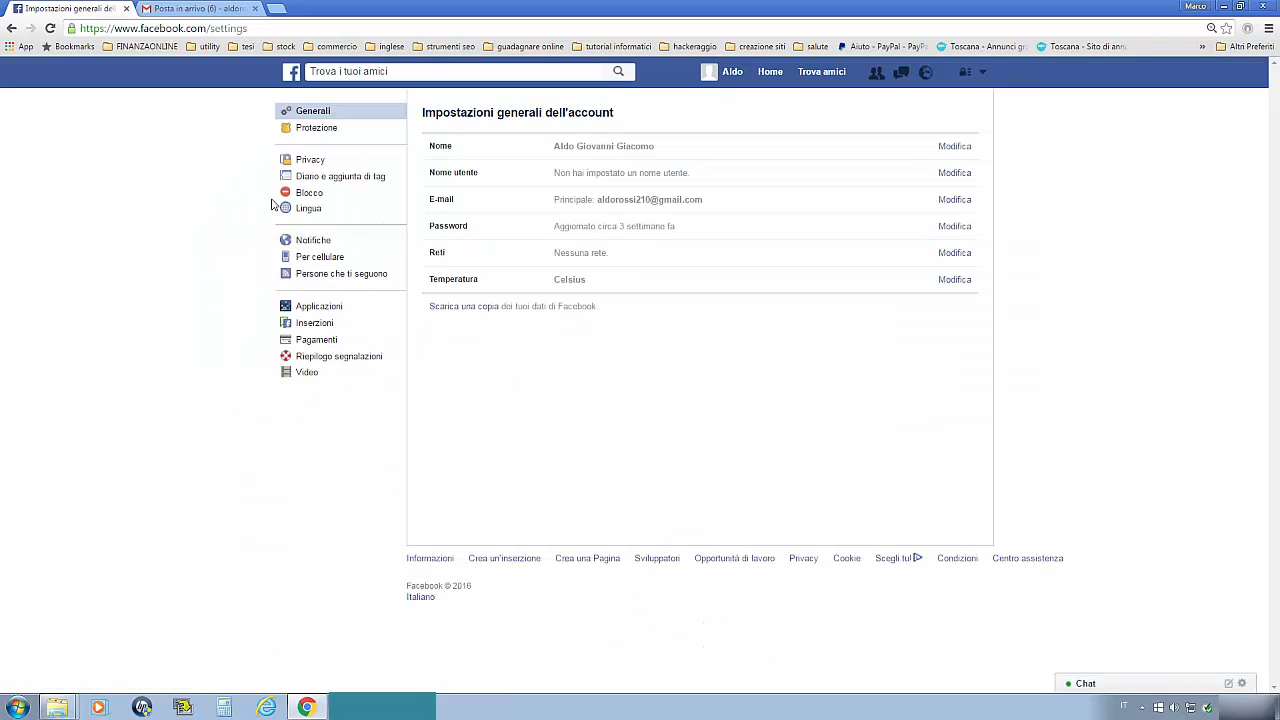 Impostazioni generali dell'
Posta in arrivo (6) - aldoro
Marco
https://www.facebook.com/settings
App Bookmarks FINANZAONLINE utility tesi stock commercio inglese strumenti seo guadagnare online tutorial informatici hackeraggio creazione siti salute Aiuto - PayPal - PayP Toscana - Annunci gr Toscana - Sito di ann » Altri Preferiti
Trova i tuoi amici
Aldo Home Trova amici
Generali
Protezione
Privacy
Diario e aggiunta di tag
Blocco
Lingua
Notifiche
Per cellulare
Persone che ti seguono
Applicazioni
Inserzioni
Pagamenti
Riepilogo segnalazioni
Video
Impostazioni generali dell'account
Nome Aldo Giovanni Giacomo Modifica
Nome utente Non hai impostato un nome utente. Modifica
E-mail Principale: aldorossi210@gmail.com Modifica
Password Aggiornato circa 3 settimane fa Modifica
Reti Nessuna rete. Modifica
Temperatura Celsius Modifica
Scarica una copia dei tuoi dati di Facebook
Informazioni Crea un'inserzione Crea una Pagina Sviluppatori Opportunità di lavoro Privacy Cookie Scegli tu! Condizioni Centro assistenza
Facebook © 2016
Italiano
Chat
IT